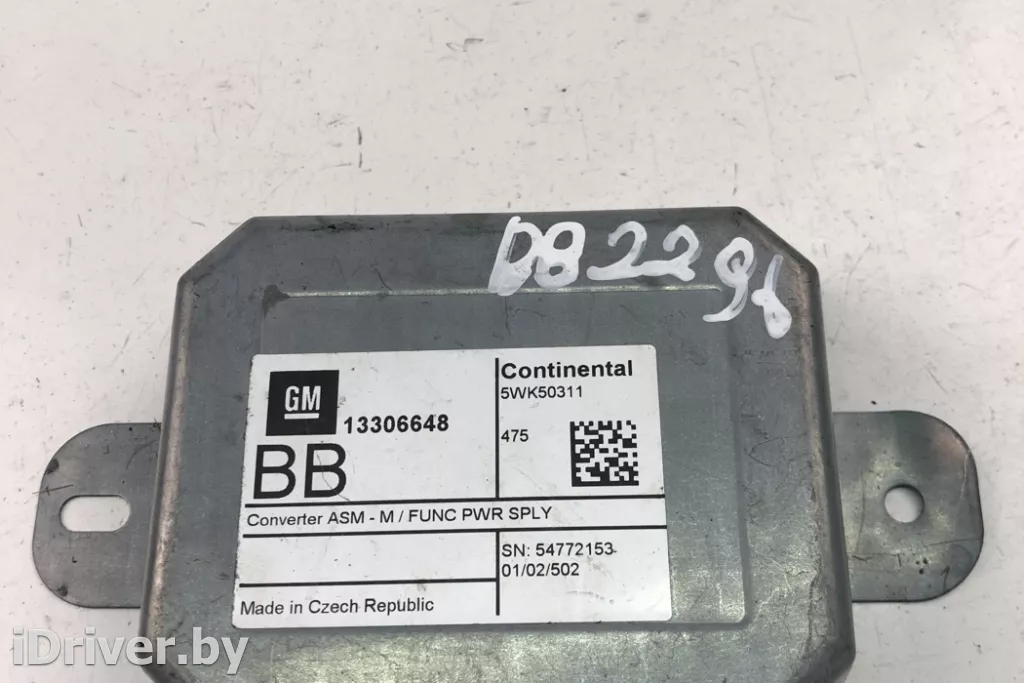 D82296
GM
13306648
BB
Continental
5WK50311
475
Converter ASM - M / FUNC PWR SPLY
SN: 54772153
01/02/502
Made in Czech Republic
iDriver.by